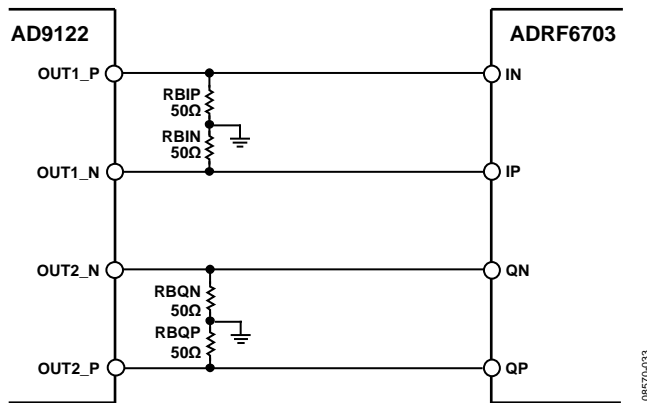 AD9122
ADRF6703
OUT1_P
IN
RBIP
50Ω
RBIN
50Ω
OUT1_N
IP
OUT2_N
QN
RBQN
50Ω
RBQP
50Ω
OUT2_P
QP
08570-033